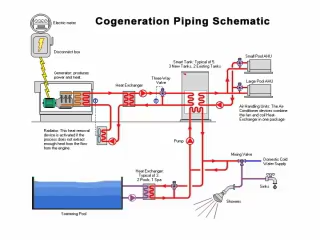 Cogeneration Piping Schematic
Electric meter
Disconnect box
Generator: produces
power and heat.
Heat Exchanger
Three-Way
Valve
Smart Tank: Typical of 5
3 New Tanks, 2 Existing Tanks
Small Pool AHU
Large Pool AHU
Air Handling Units: The Air
Conditioner devices combine
the fan and coil Heat-
Exchanger in one package
Radiator: This heat removal
device is activated if the
process does not extract
enough heat from the flow
from the engine.
Pump
Mixing Valve
Domestic Cold
Water Supply
Heat Exchanger
Typical of 3:
2 Pools, 1 Spa
Sinks
Showers
Swimming Pool